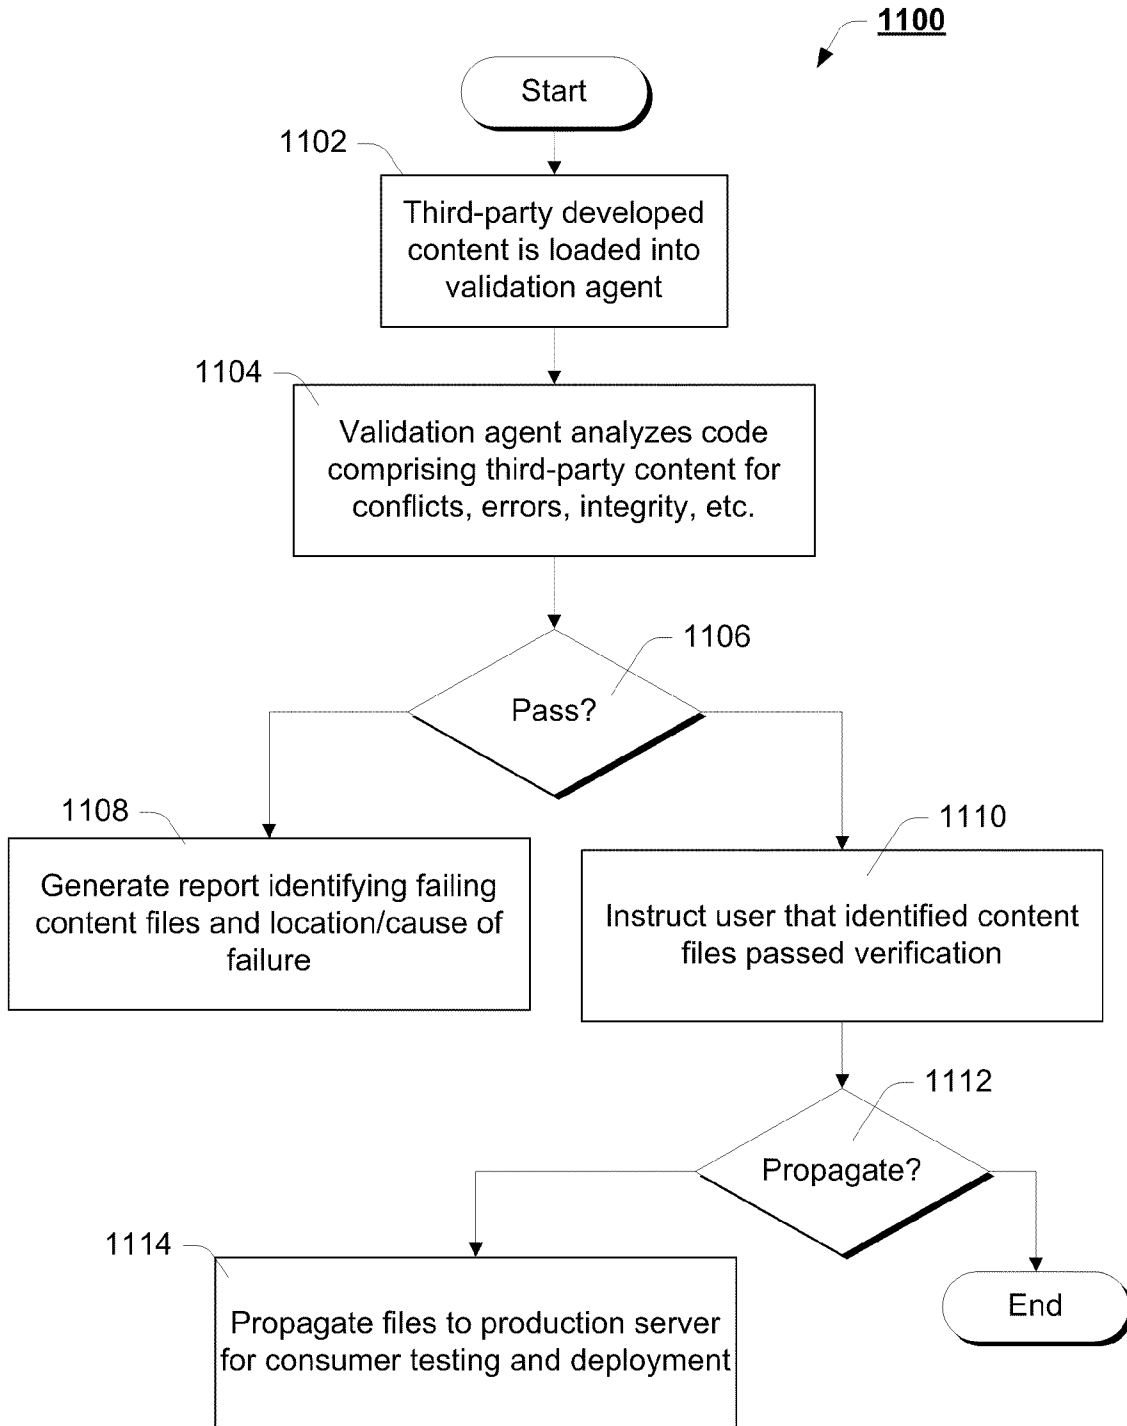 1100
Start
1102
Third-party developed
content is loaded into
validation agent
1104
Validation agent analyzes code
comprising third-party content for
conflicts, errors, integrity, etc.
1106
Pass?
1108
Generate report identifying failing
content files and location/cause of
failure
1110
Instruct user that identified content
files passed verification
1112
Propagate?
1114
Propagate files to production server
for consumer testing and deployment
End